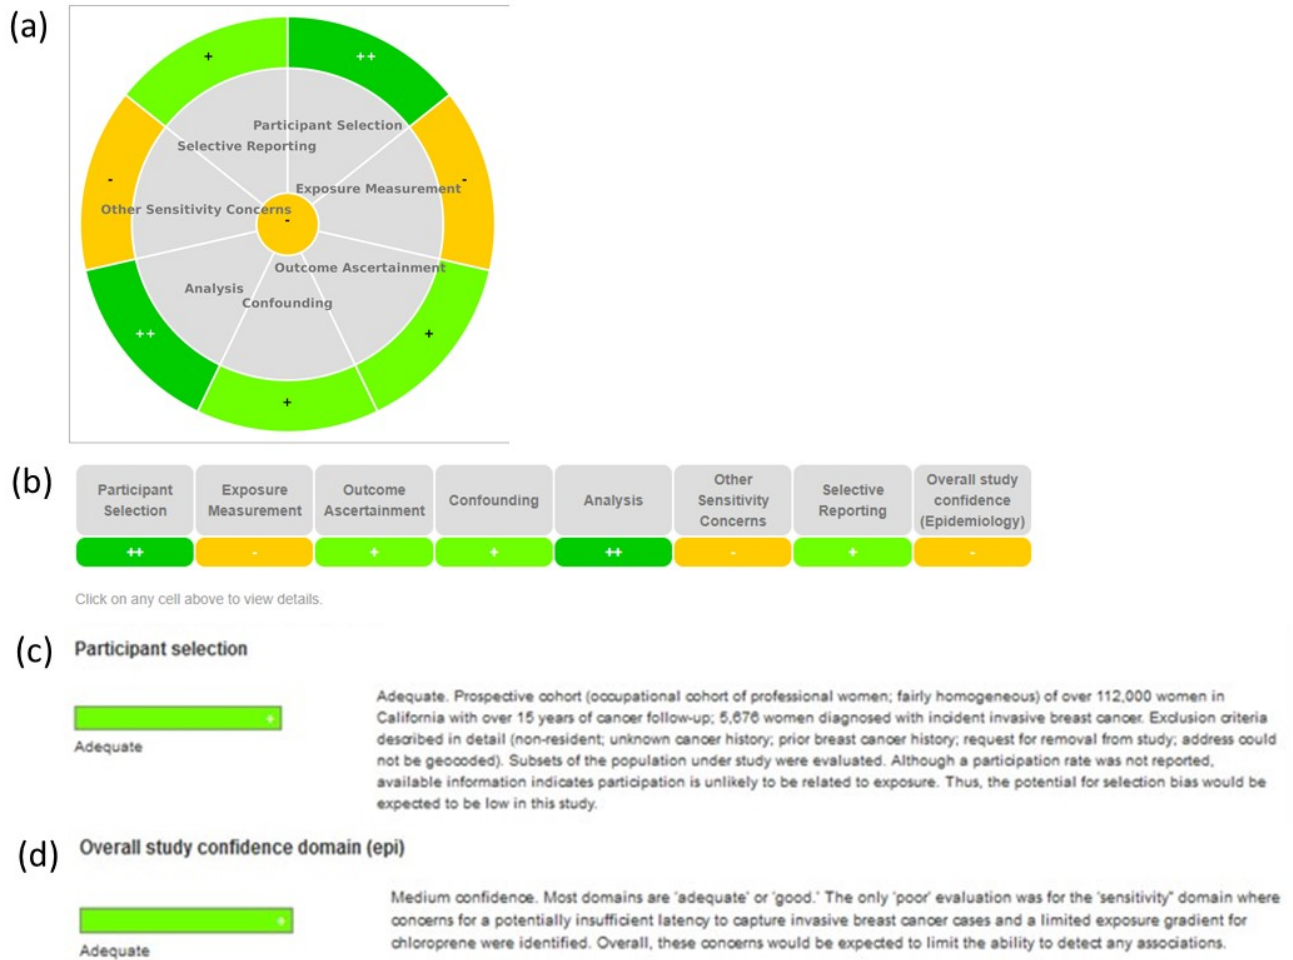 (a)
+
++
Participant Selection
Selective Reporting
-
-
Exposure Measurement
Other Sensitivity Concerns
-
Outcome Ascertainment
Analysis
Confounding
++
+
+
(b)
Participant Selection
Exposure Measurement
Outcome Ascertainment
Confounding
Analysis
Other Sensitivity Concerns
Selective Reporting
Overall study confidence (Epidemiology)
++
-
+
+
++
-
+
-
Click on any cell above to view details.
(c)
Participant selection
+
Adequate
Adequate. Prospective cohort (occupational cohort of professional women; fairly homogeneous) of over 112,000 women in
California with over 15 years of cancer follow-up; 5,676 women diagnosed with incident invasive breast cancer. Exclusion criteria
described in detail (non-resident; unknown cancer history; prior breast cancer history; request for removal from study; address could
not be geocoded). Subsets of the population under study were evaluated. Although a participation rate was not reported,
available information indicates participation is unlikely to be related to exposure. Thus, the potential for selection bias would be
expected to be low in this study.
(d)
Overall study confidence domain (epi)
+
Adequate
Medium confidence. Most domains are 'adequate' or 'good.' The only 'poor' evaluation was for the 'sensitivity" domain where
concerns for a potentially insufficient latency to capture invasive breast cancer cases and a limited exposure gradient for
chloroprene were identified. Overall, these concerns would be expected to limit the ability to detect any associations.